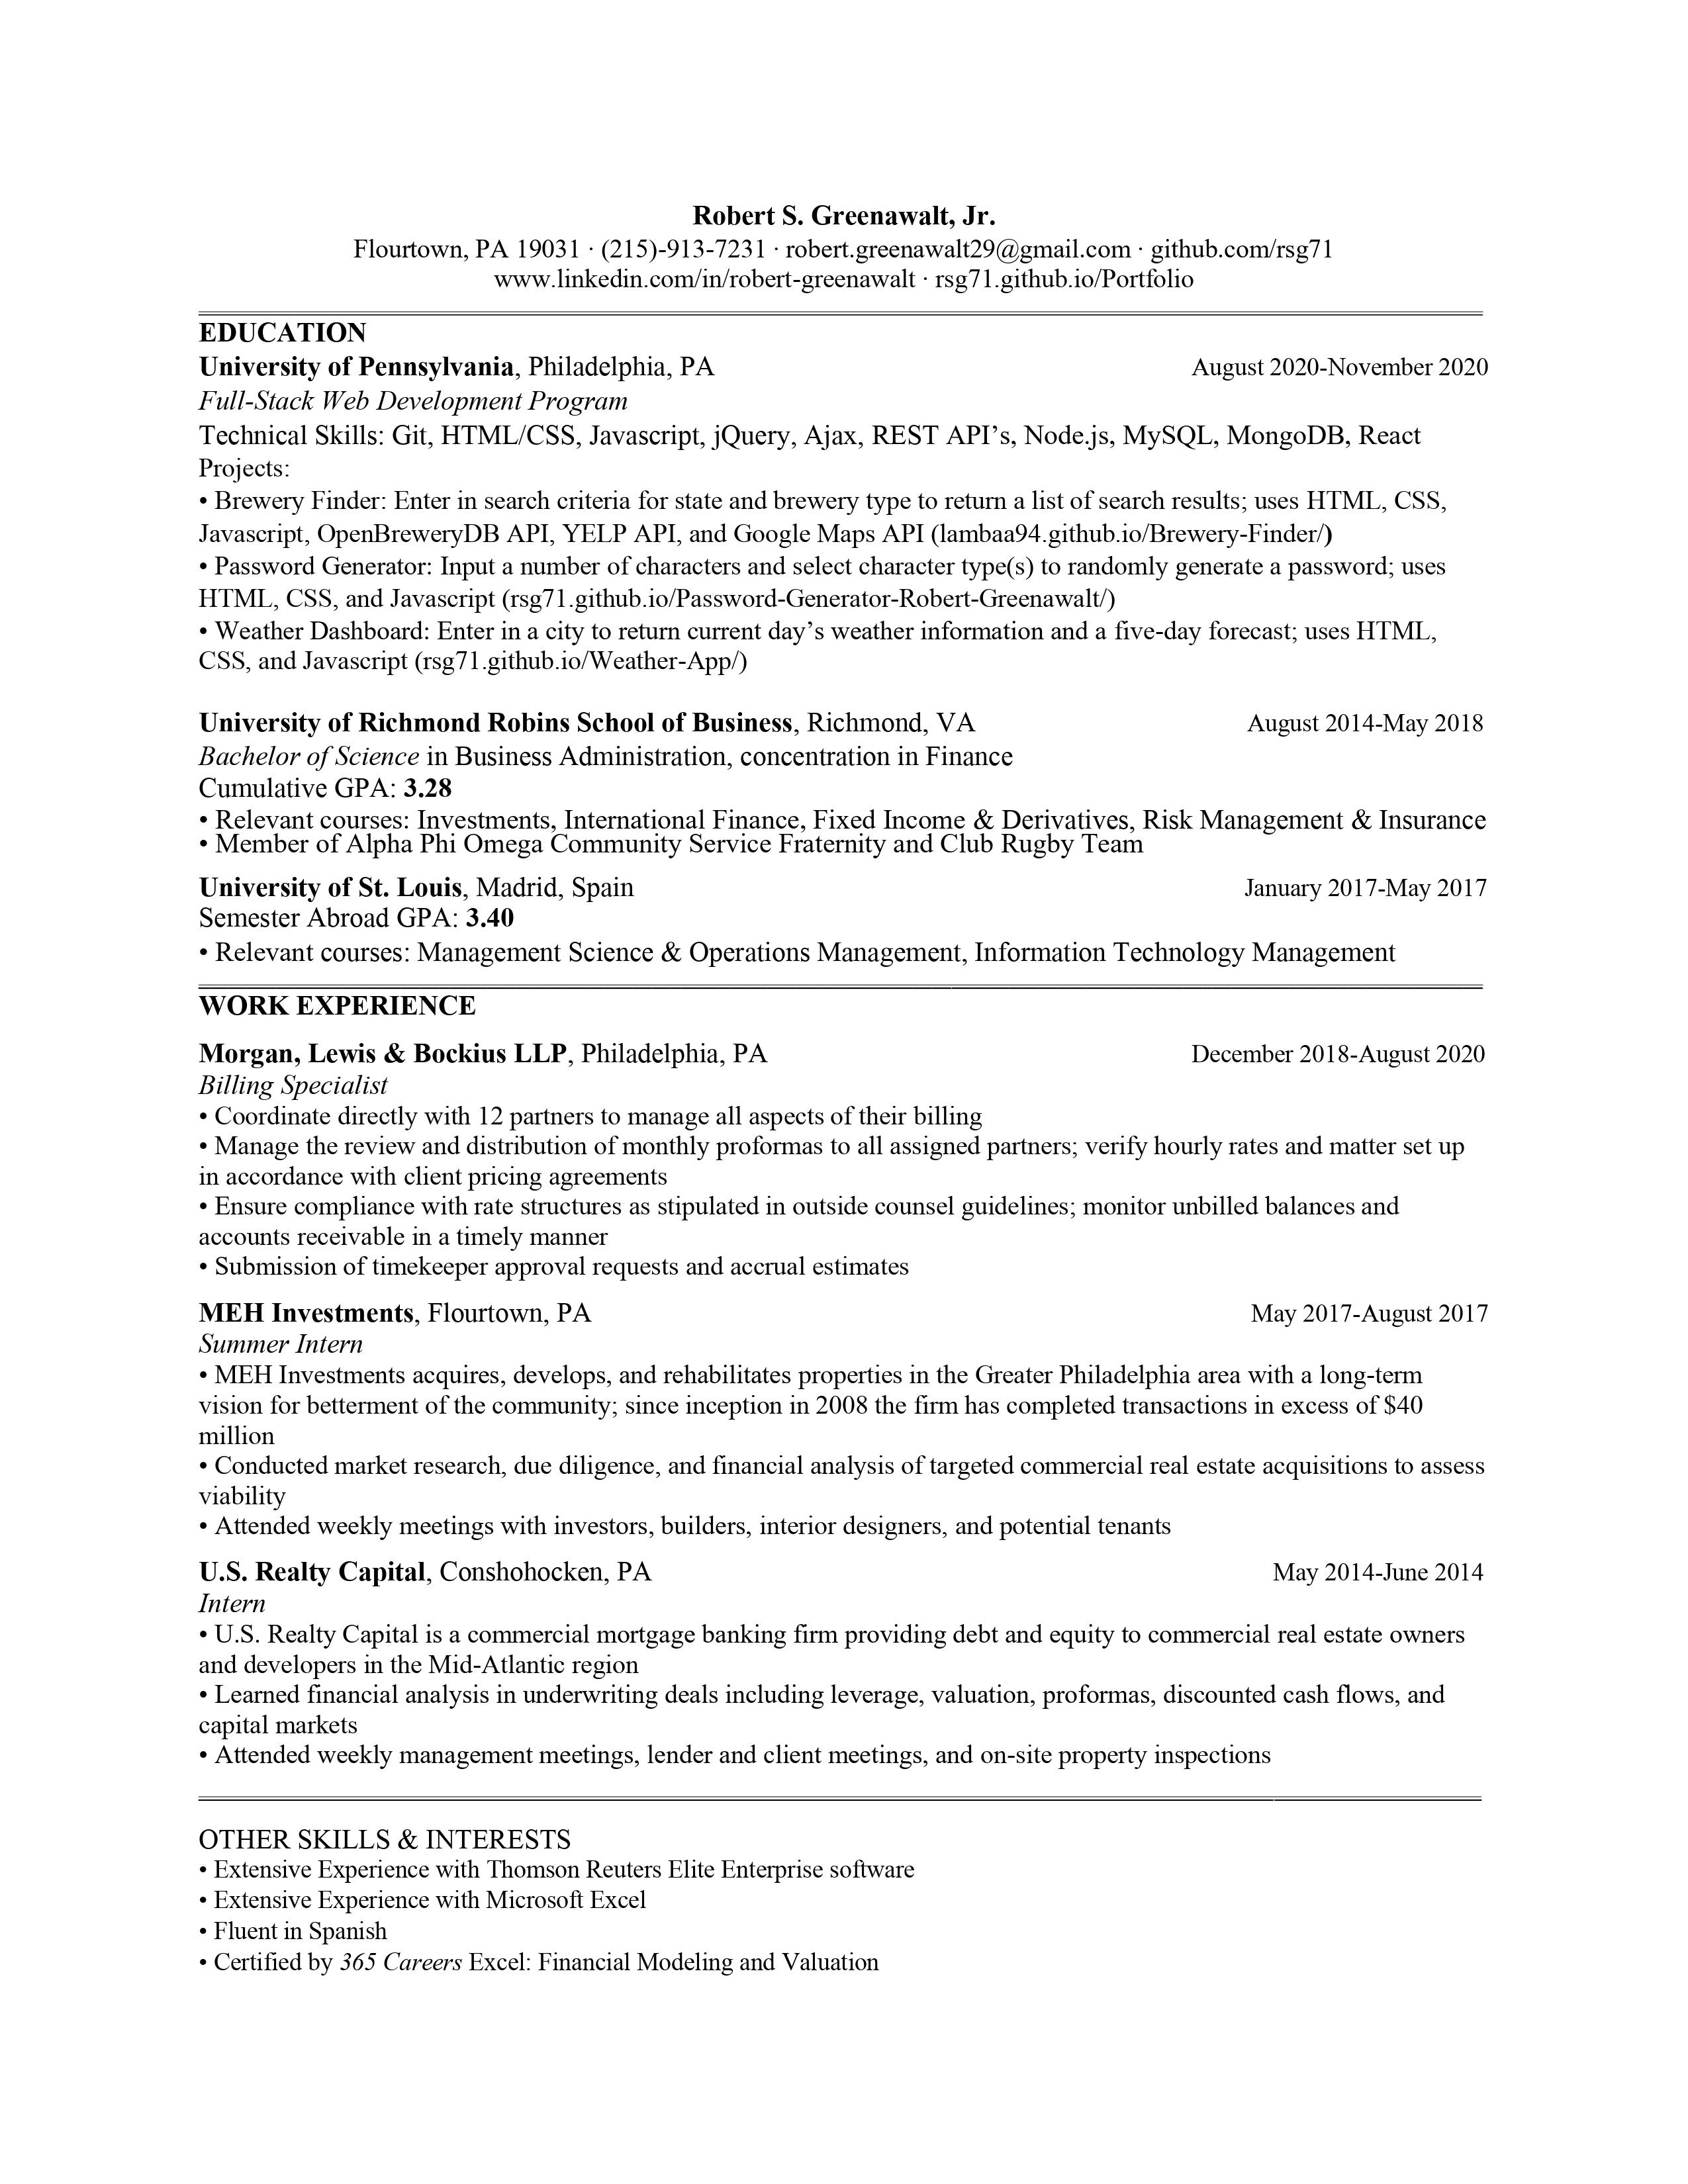 Robert S. Greenawalt, Jr.
Flourtown, PA 19031 · (215)-913-7231 · robert.greenawalt29@gmail.com · github.com/rsg71
www.linkedin.com/in/robert-greenawalt · rsg71.github.io/Portfolio
EDUCATION
University of Pennsylvania, Philadelphia, PA August 2020-November 2020
Full-Stack Web Development Program
Technical Skills: Git, HTML/CSS, Javascript, jQuery, Ajax, REST API’s, Node.js, MySQL, MongoDB, React
Projects:
• Brewery Finder: Enter in search criteria for state and brewery type to return a list of search results; uses HTML, CSS,
Javascript, OpenBreweryDB API, YELP API, and Google Maps API (lambaa94.github.io/Brewery-Finder/)
• Password Generator: Input a number of characters and select character type(s) to randomly generate a password; uses
HTML, CSS, and Javascript (rsg71.github.io/Password-Generator-Robert-Greenawalt/)
• Weather Dashboard: Enter in a city to return current day’s weather information and a five-day forecast; uses HTML,
CSS, and Javascript (rsg71.github.io/Weather-App/)
University of Richmond Robins School of Business, Richmond, VA August 2014-May 2018
Bachelor of Science in Business Administration, concentration in Finance
Cumulative GPA: 3.28
• Relevant courses: Investments, International Finance, Fixed Income & Derivatives, Risk Management & Insurance
• Member of Alpha Phi Omega Community Service Fraternity and Club Rugby Team
University of St. Louis, Madrid, Spain January 2017-May 2017
Semester Abroad GPA: 3.40
• Relevant courses: Management Science & Operations Management, Information Technology Management
WORK EXPERIENCE
Morgan, Lewis & Bockius LLP, Philadelphia, PA December 2018-August 2020
Billing Specialist
• Coordinate directly with 12 partners to manage all aspects of their billing
• Manage the review and distribution of monthly proformas to all assigned partners; verify hourly rates and matter set up
in accordance with client pricing agreements
• Ensure compliance with rate structures as stipulated in outside counsel guidelines; monitor unbilled balances and
accounts receivable in a timely manner
• Submission of timekeeper approval requests and accrual estimates
MEH Investments, Flourtown, PA May 2017-August 2017
Summer Intern
• MEH Investments acquires, develops, and rehabilitates properties in the Greater Philadelphia area with a long-term
vision for betterment of the community; since inception in 2008 the firm has completed transactions in excess of $40
million
• Conducted market research, due diligence, and financial analysis of targeted commercial real estate acquisitions to assess
viability
• Attended weekly meetings with investors, builders, interior designers, and potential tenants
U.S. Realty Capital, Conshohocken, PA May 2014-June 2014
Intern
• U.S. Realty Capital is a commercial mortgage banking firm providing debt and equity to commercial real estate owners
and developers in the Mid-Atlantic region
• Learned financial analysis in underwriting deals including leverage, valuation, proformas, discounted cash flows, and
capital markets
• Attended weekly management meetings, lender and client meetings, and on-site property inspections
OTHER SKILLS & INTERESTS
• Extensive Experience with Thomson Reuters Elite Enterprise software
• Extensive Experience with Microsoft Excel
• Fluent in Spanish
• Certified by 365 Careers Excel: Financial Modeling and Valuation